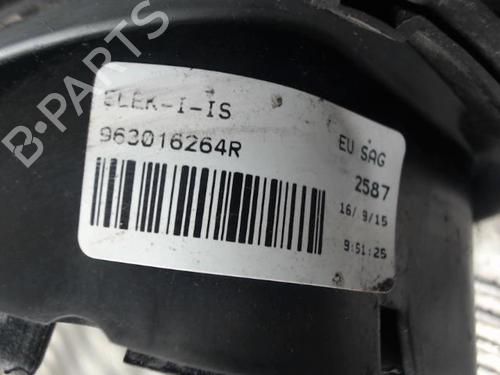 ELEK-I-IS
963016264R
EU SAG
2587
16/ 9/15
9:51:25
B-PARTS